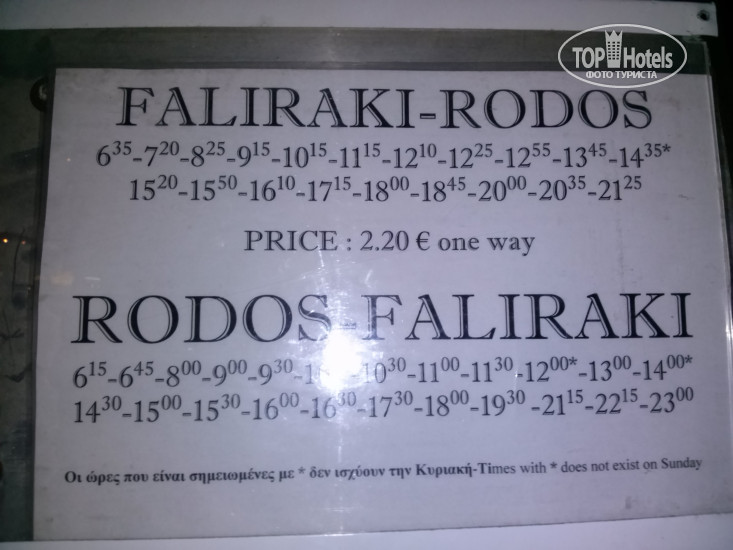 TOP Hotels
ФОТО ТУРИСТА
FALIRAKI-RODOS
6³⁵-7²⁰-8²⁵-9¹⁵-10¹⁵-11¹⁵-12¹⁰-12²⁵-12⁵⁵-13⁴⁵-14³⁵*
15²⁰-15⁵⁰-16¹⁰-17¹⁵-18⁰⁰-18⁴⁵-20⁰⁰-20³⁵-21²⁵
PRICE : 2.20 € one way
RODOS-FALIRAKI
6¹⁵-6⁴⁵-8⁰⁰-9⁰⁰-9³⁰- -10³⁰-11⁰⁰-11³⁰-12⁰⁰*-13⁰⁰-14⁰⁰*
14³⁰-15⁰⁰-15³⁰-16⁰⁰-16³⁰-17³⁰-18⁰⁰-19³⁰ -21¹⁵-22¹⁵-23⁰⁰
Οι ώρες που είναι σημειωμένες με * δεν ισχύουν την Κυριακή-Times with * does not exist on Sunday